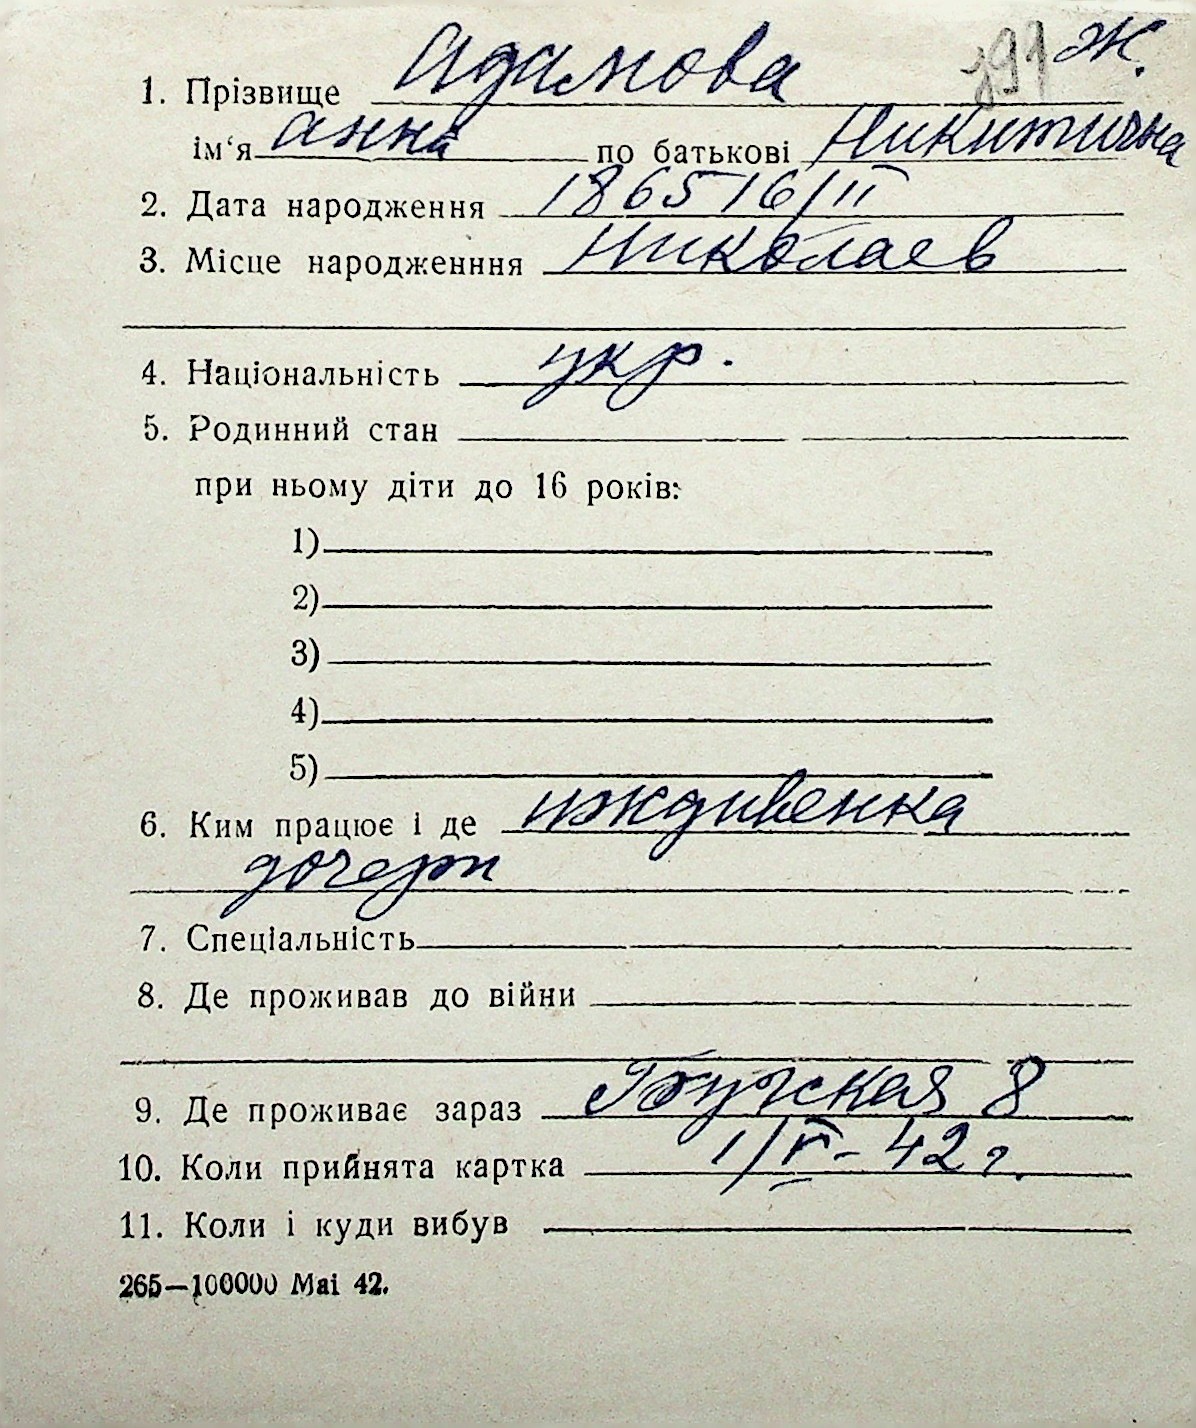 ж.
1. Прізвище Адамова
ім‘я анна по батькові Никитична
2. Дата народження 1865 16/II
3. Місце народженння Николаев
4. Національність укр.
5. Родинний стан
при ньому діти до 16 років:
1)
2)
3)
4)
5)
6. Ким працює і де иждивенка
дочери
7. Спеціальність
8. Де проживав до війни
9. Де проживає зараз Бугская 8
10. Коли прийнята картка 42 г.
11. Коли і куди вибув
265—100000 Маі 42.